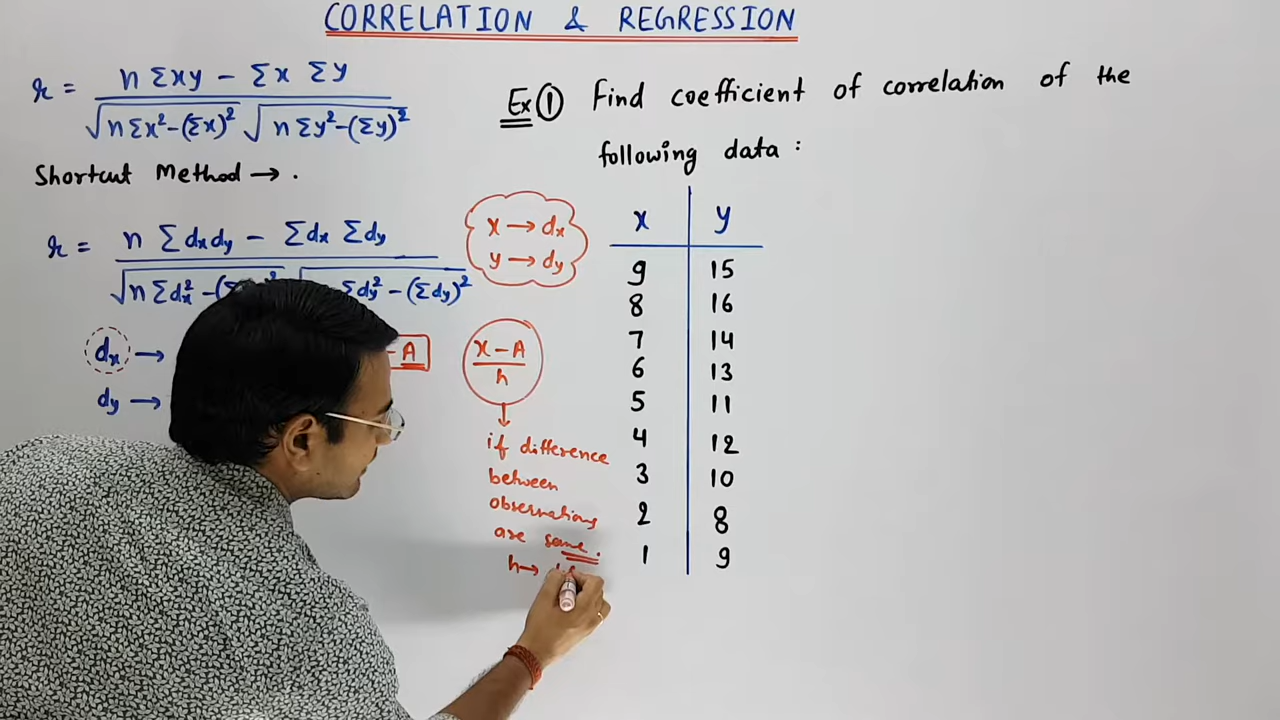 CORRELATION & REGRESSION
r = n Σxy - Σx Σy
√nΣx²-(Σx)² √nΣy²-(Σy)²
Shortcut Method → .
r = n Σdxdy - Σdx Σdy
√nΣdx²-( ² Σdy²-(Σdy)²
dx →
-A
dy →
x → dx
y → dy
x-A
h
if difference
between
observations
are same.
h→
Ex ① Find coefficient of correlation of the
following data :
x y
9 15
8 16
7 14
6 13
5 11
4 12
3 10
2 8
1 9